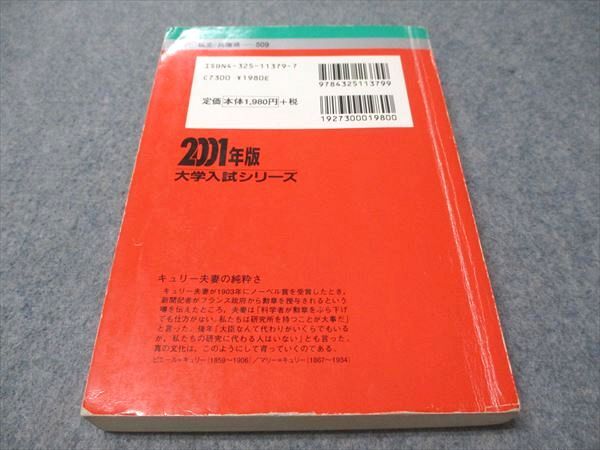 私立/兵庫県 509
ISBN4-325-11379-7
C7300 ¥1980E
定価 本体1,980円+税
9784325113799
1927300019800
2001年版
大学入試シリーズ
キュリー夫妻の純粋さ
キュリー夫妻が1903年にノーベル賞を受賞したとき、
新聞記者がフランス政府から勲章を授与されるという
噂を伝えたところ、夫妻は「科学者が勲章をぶら下げ
ても仕方がない。私たちは研究所を持つことが大事だ」
と言った。後年「大臣なんて代わりがいくらでもいる
が、私たちの研究に代わる人はいない」とも言った。
真の文化は、このようにして育っていくのである。
ピエール＝キュリー(1859〜1906)／マリー＝キュリー(1867〜1934)